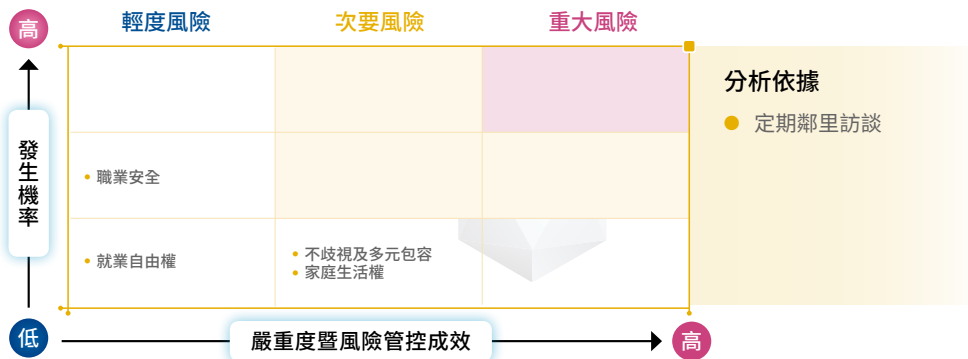 高
輕度風險
次要風險
重大風險
分析依據
定期鄰里訪談
發生機率
職業安全
就業自由權
不歧視及多元包容
家庭生活權
低
嚴重度暨風險管控成效
高